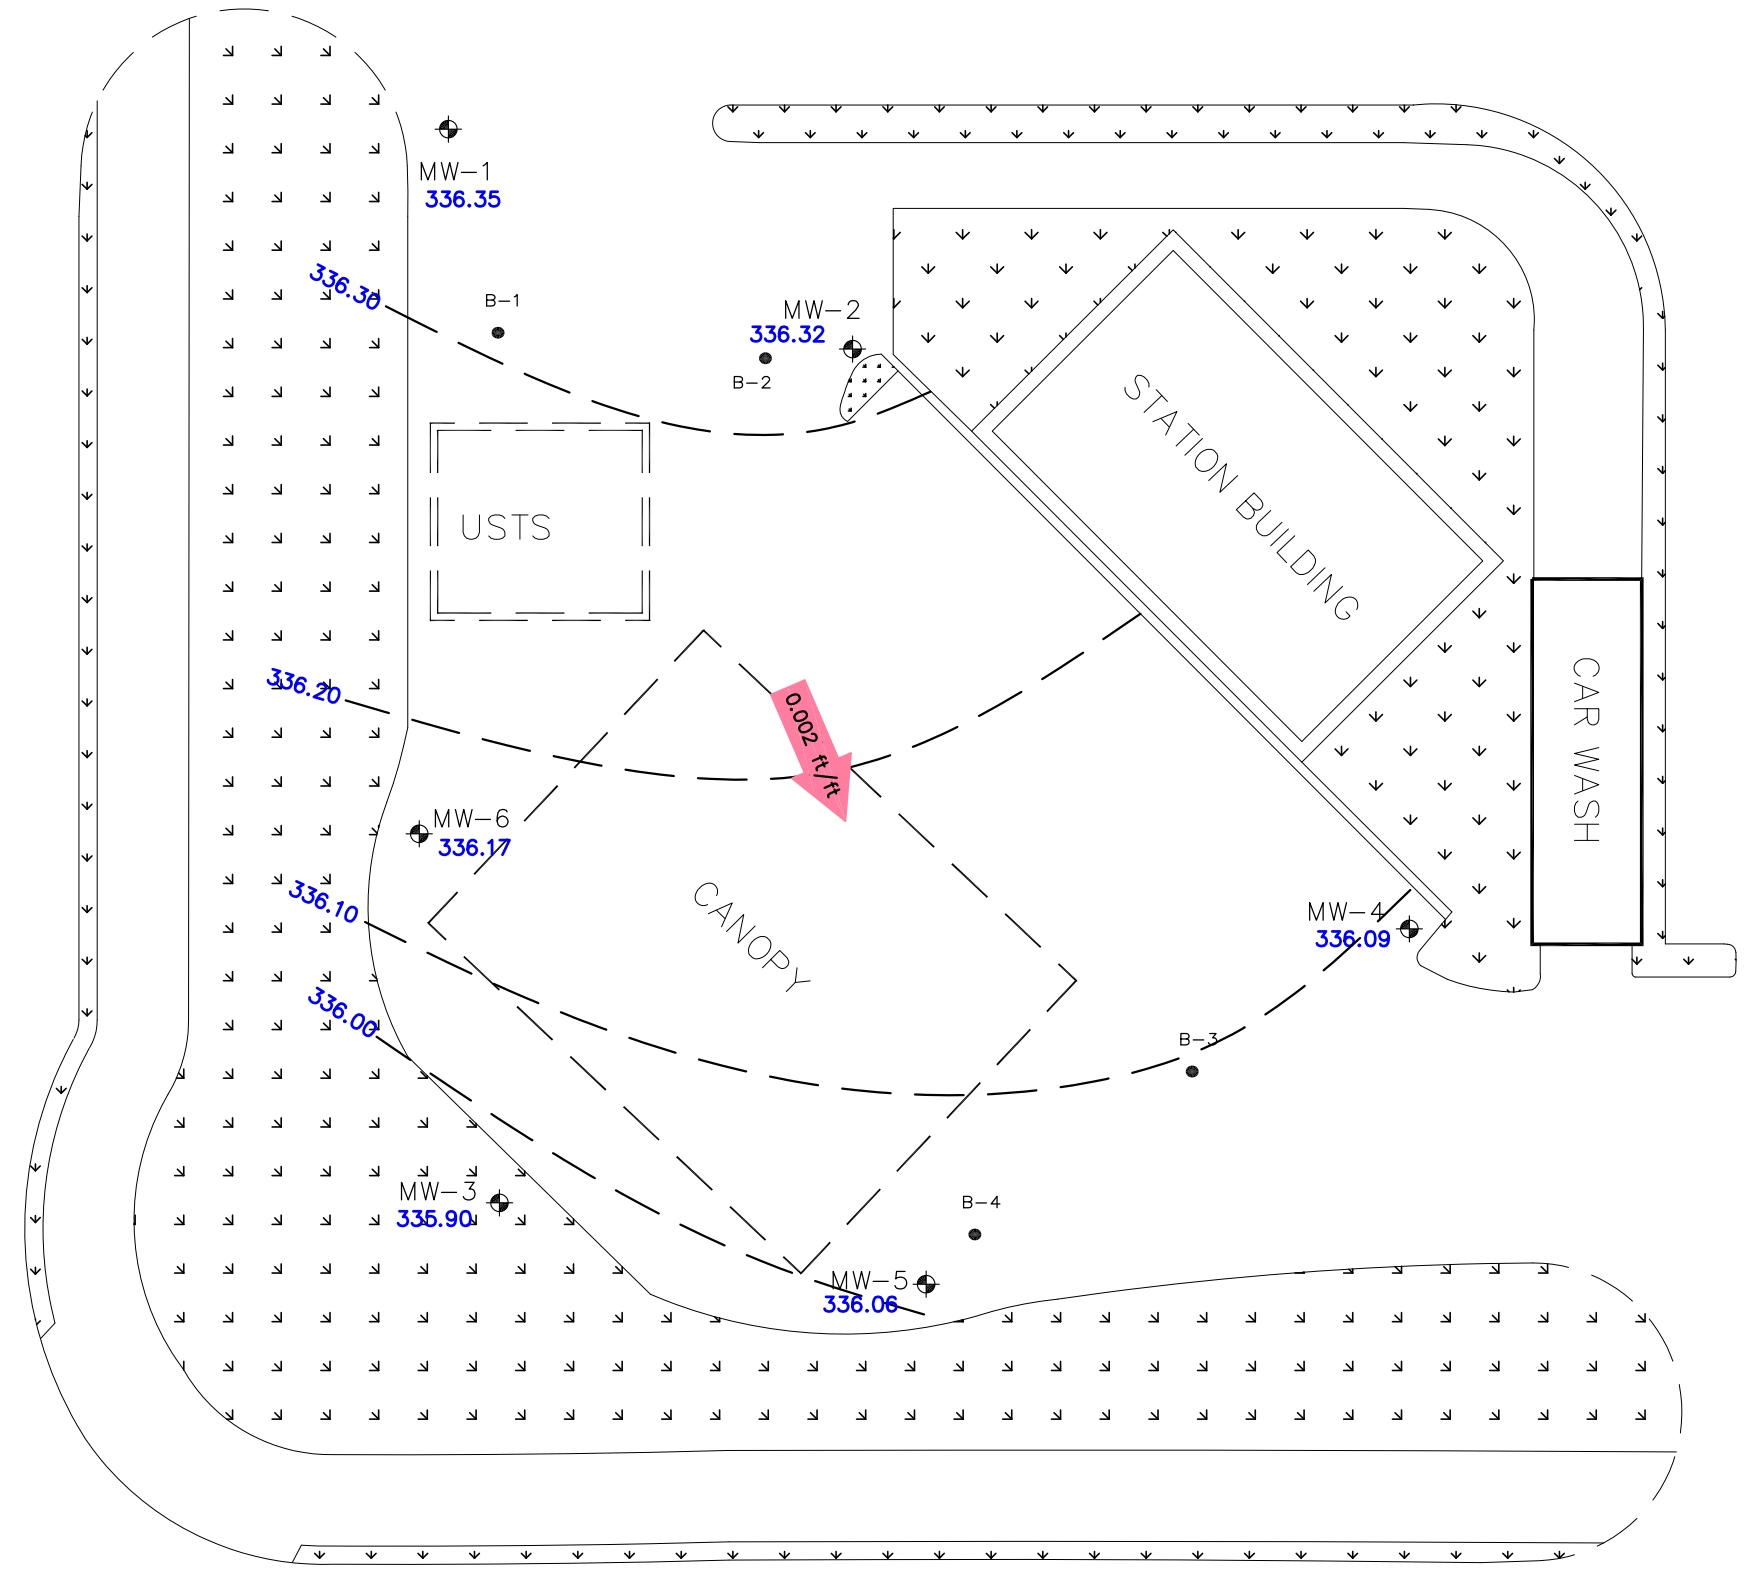 MW-1
336.35
336.30
B-1
MW-2
336.32
B-2
STATION BUILDING
USTS
CAR WASH
336.20
0.002 ft/ft
MW-6
336.17
336.10
CANOPY
MW-4
336.09
336.00
B-3
MW-3
335.90
B-4
MW-5
336.06